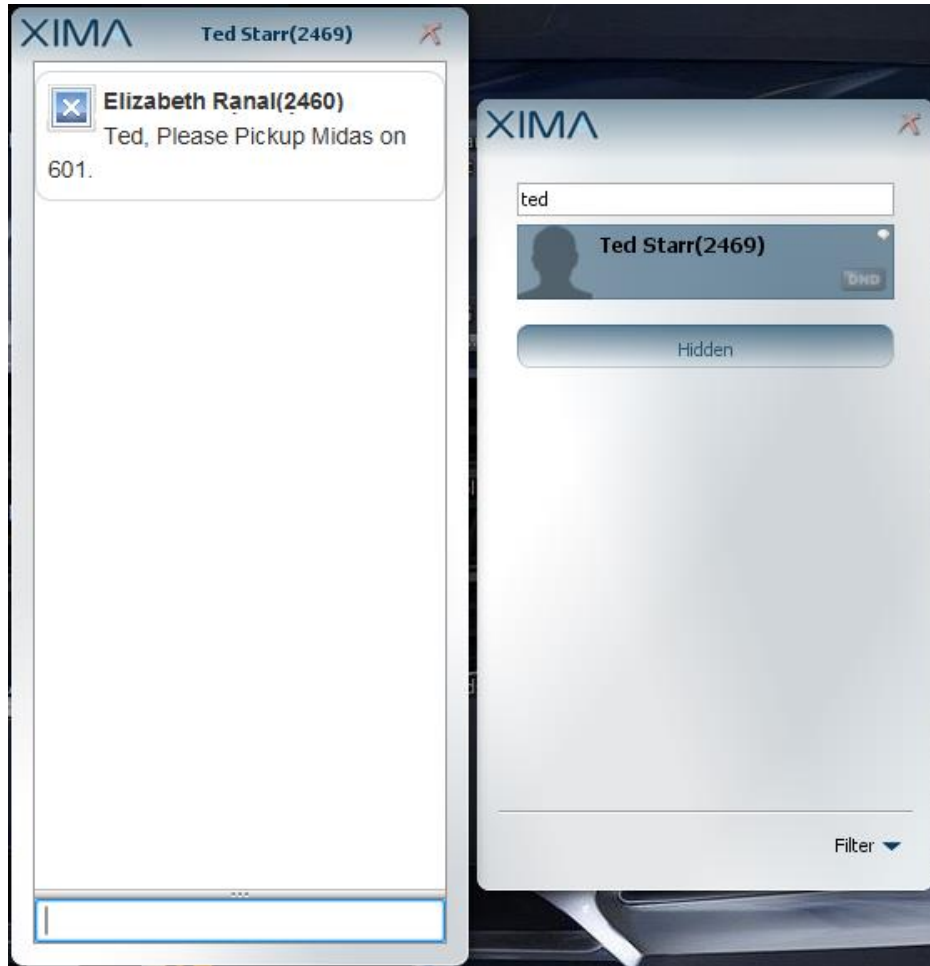 XIMA
Ted Starr(2469)
Elizabeth Ranal(2460)
Ted, Please Pickup Midas on
601.
XIMA
ted
Ted Starr(2469)
DND
Hidden
Filter